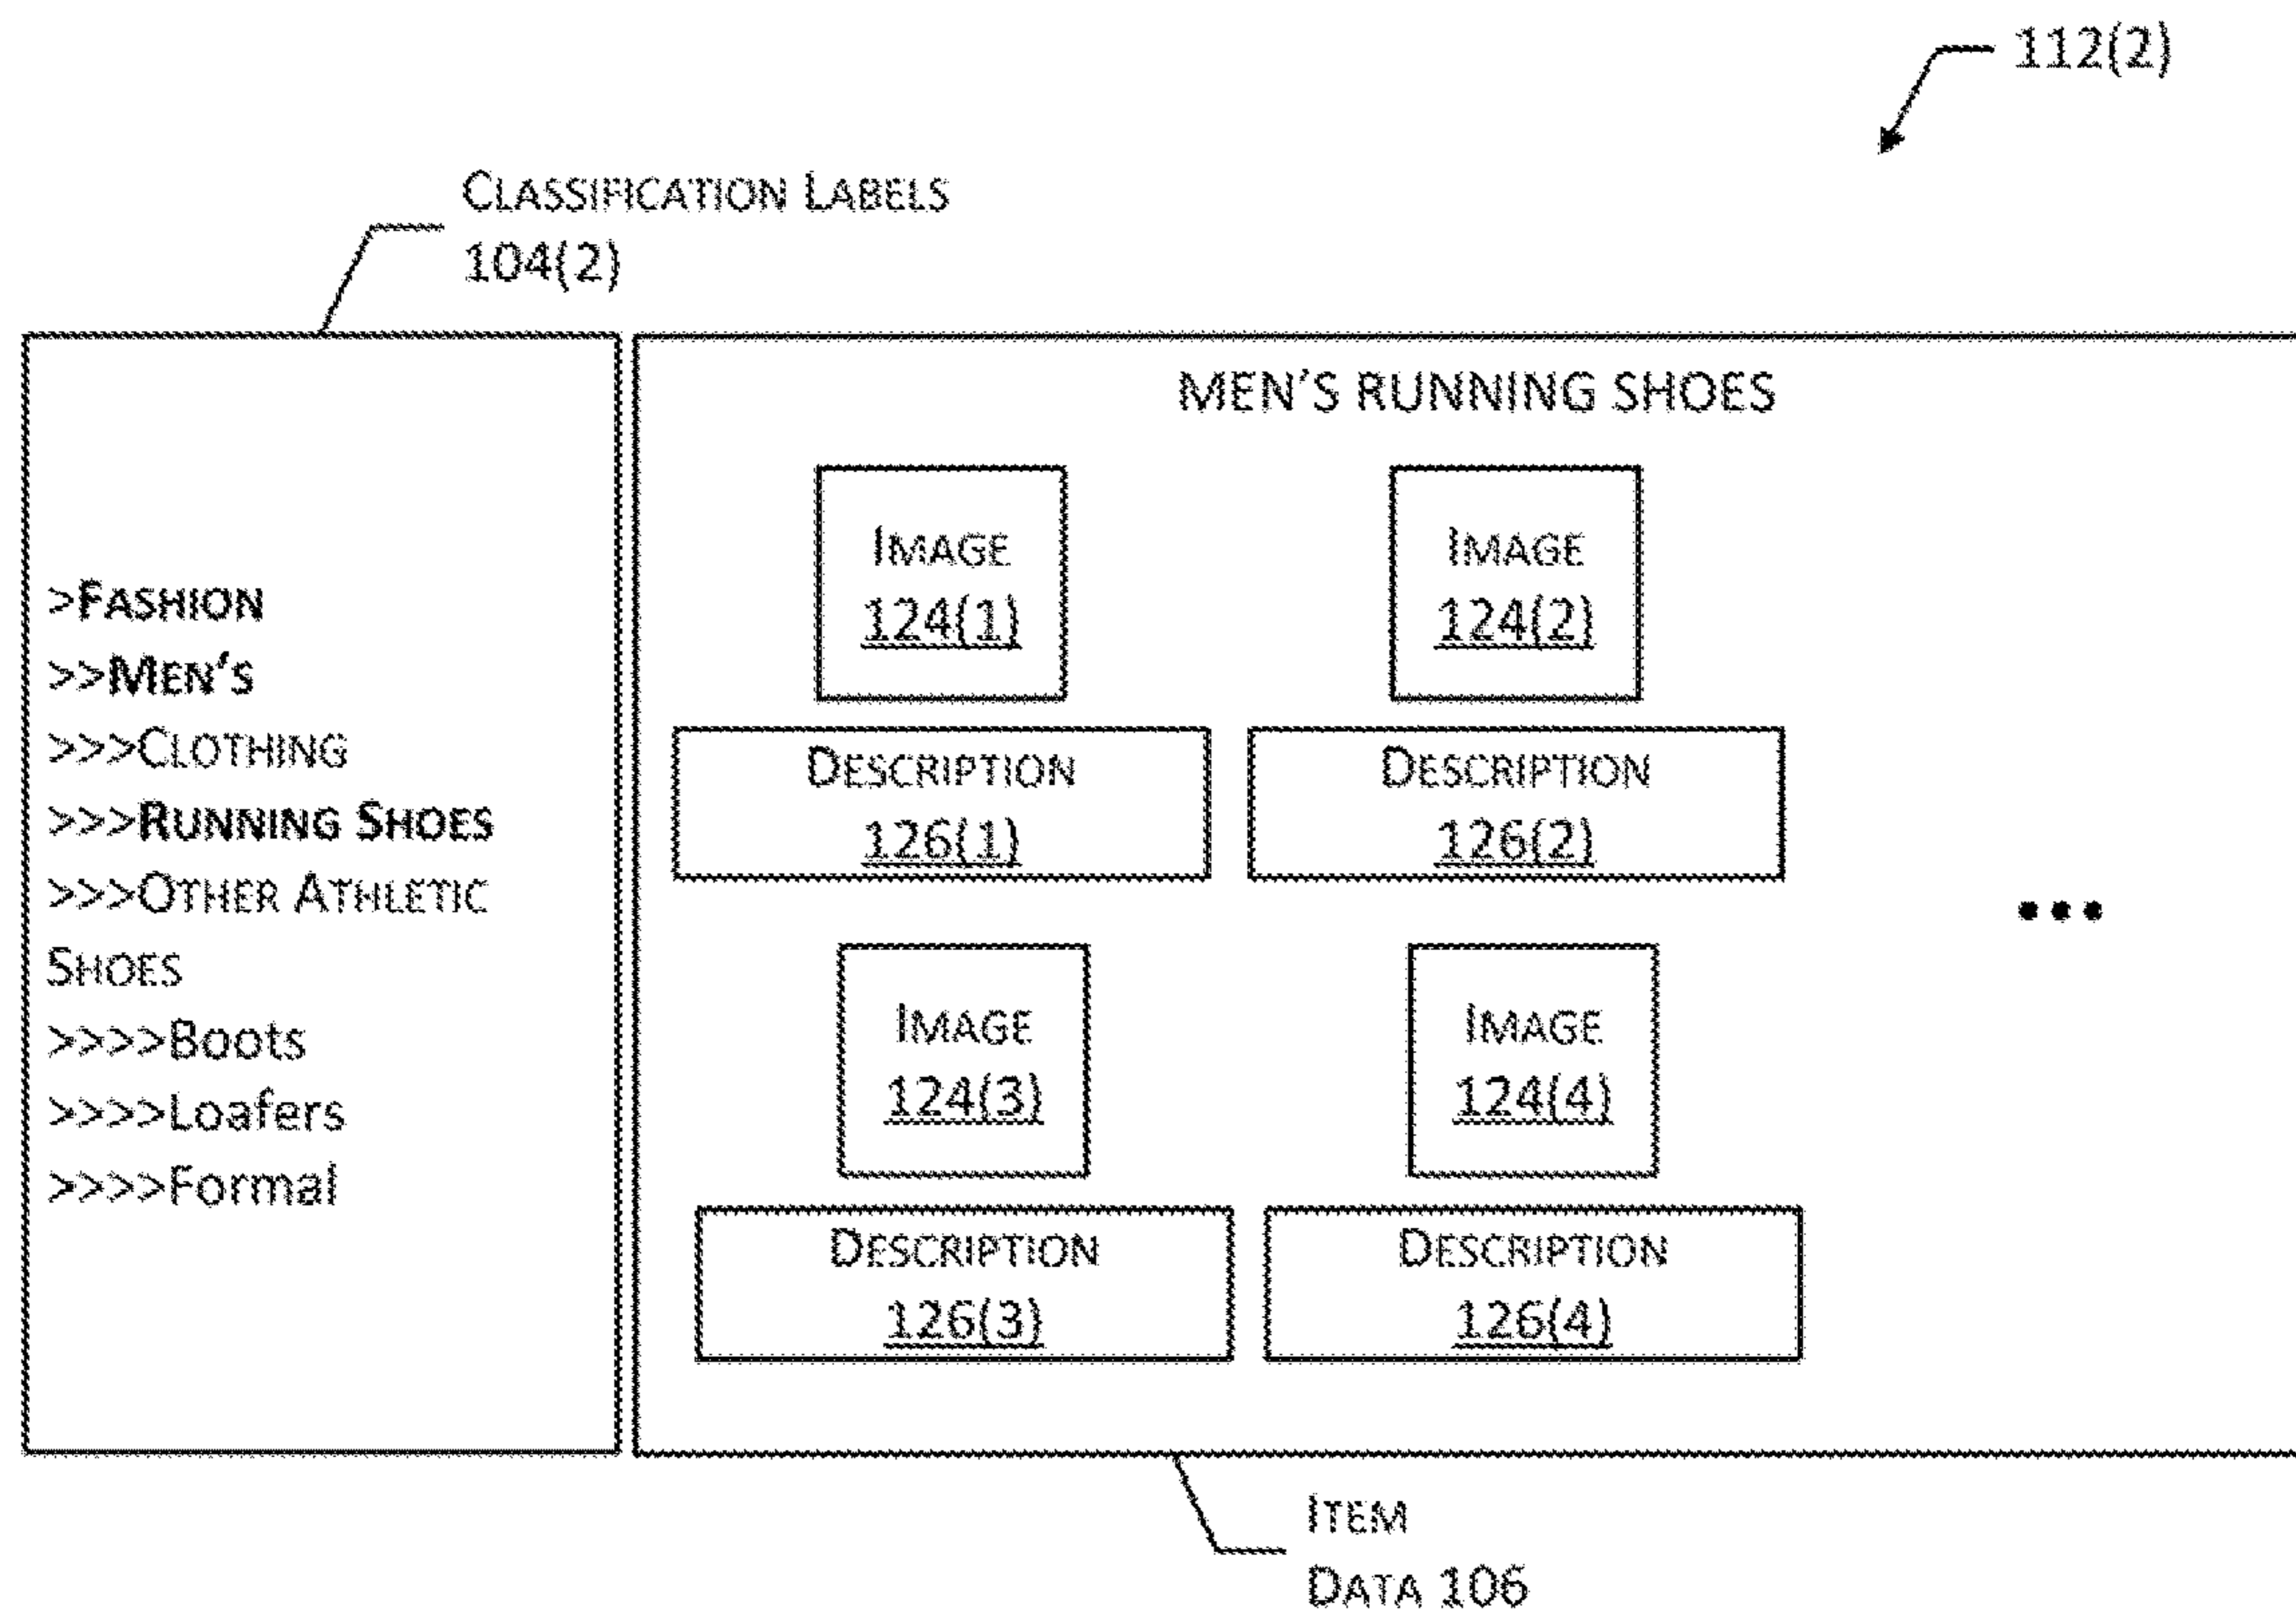 112(2)
CLASSIFICATION LABELS
104(2)
>FASHION
>>MEN'S
>>>CLOTHING
>>>RUNNING SHOES
>>>OTHER ATHLETIC
SHOES
>>>>Boots
>>>>Loafers
>>>>Formal
MEN'S RUNNING SHOES
IMAGE
124(1)
IMAGE
124(2)
DESCRIPTION
126(1)
DESCRIPTION
126(2)
•••
IMAGE
124(3)
IMAGE
124(4)
DESCRIPTION
126(3)
DESCRIPTION
126(4)
ITEM
DATA 106